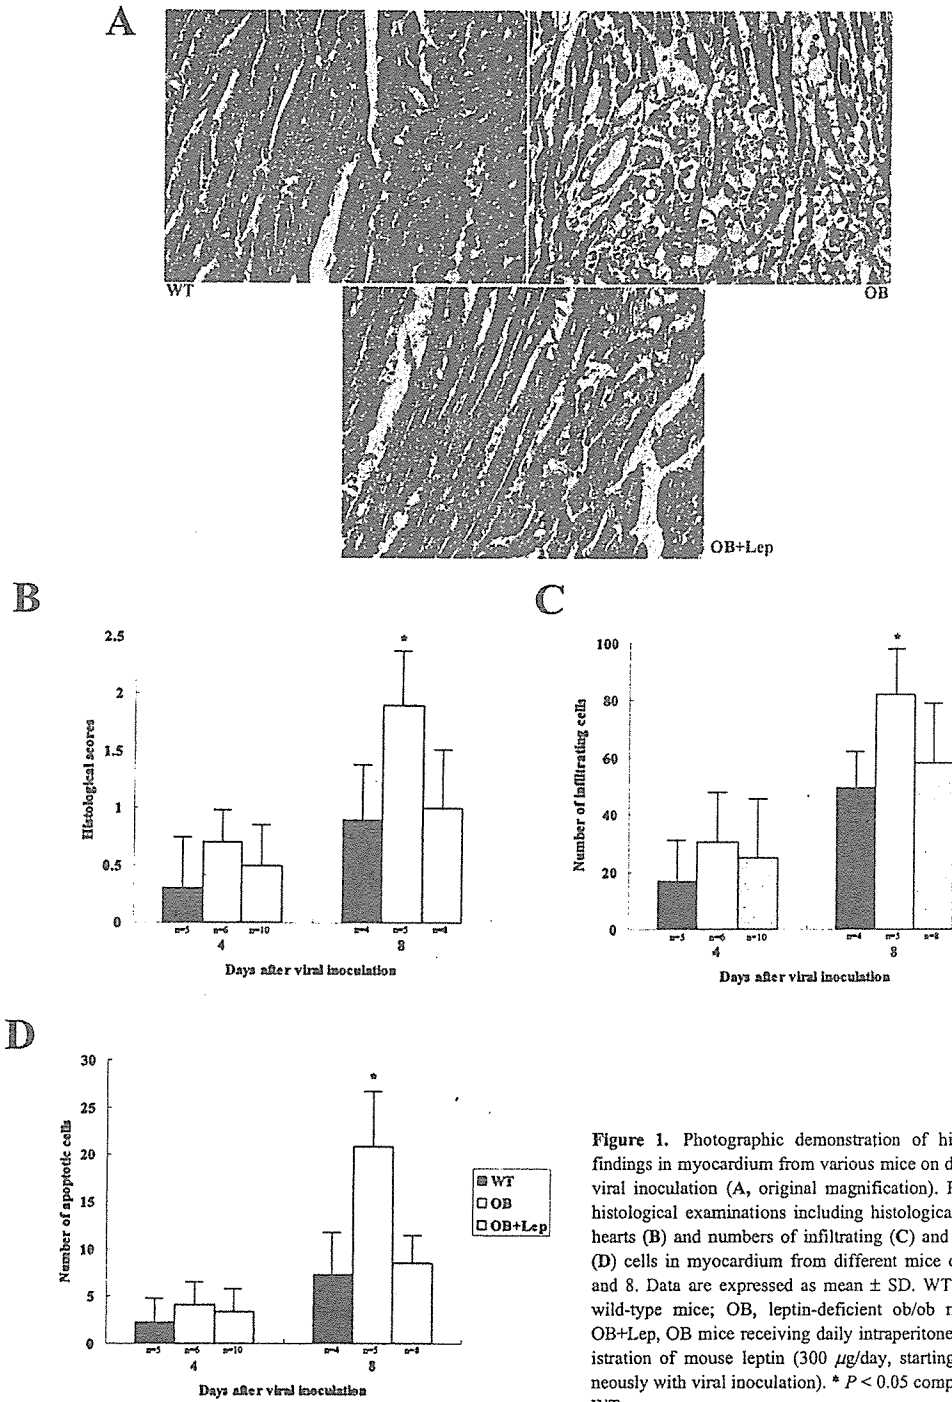 A
WT
OB
OB+Lep
B
2.5
2
1.5
1
0.5
0
Histological scores
*
n=5 n=6 n=10
n=4 n=5 n=8
4 8
Days after viral inoculation
C
100
80
60
40
20
0
Number of infiltrating cells
*
n=5 n=6 n=10
n=4 n=5 n=8
4 8
Days after viral inoculation
D
30
25
20
15
10
5
0
Number of apoptotic cells
*
n=5 n=6 n=10
n=4 n=5 n=8
4 8
Days after viral inoculation
WT
OB
OB+Lep
Figure 1. Photographic demonstration of hi
findings in myocardium from various mice on d
viral inoculation (A, original magnification).
histological examinations including histological
hearts (B) and numbers of infiltrating (C) and
(D) cells in myocardium from different mice
and 8. Data are expressed as mean ± SD. WT
wild-type mice; OB, leptin-deficient ob/ob
OB+Lep, OB mice receiving daily intraperitone
istration of mouse leptin (300 μg/day, starting
neously with viral inoculation). * P < 0.05 comp